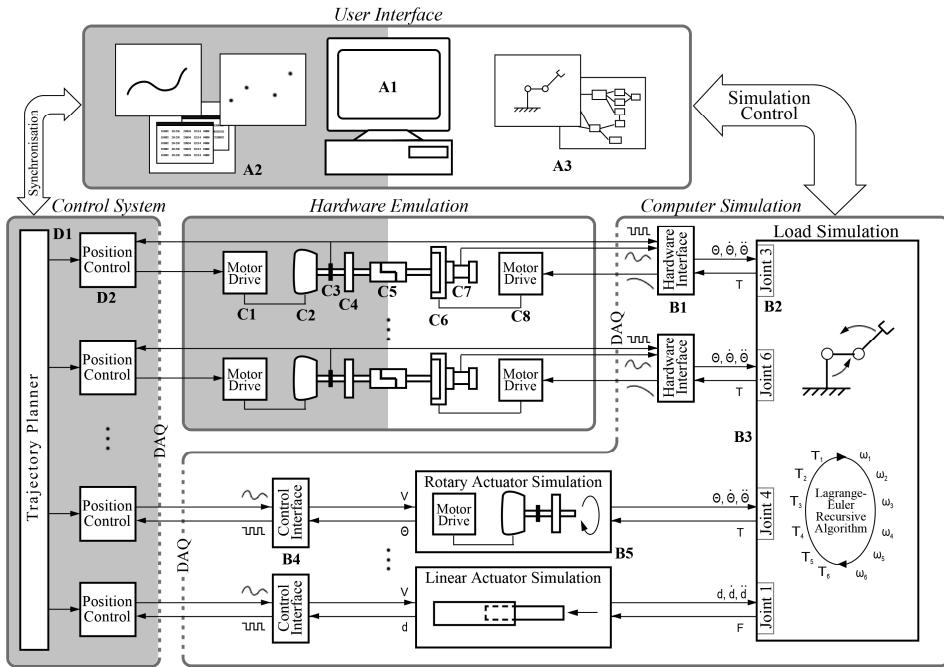 User Interface
A1
A2
A3
Synchronisation
Simulation
Control
Control System
Hardware Emulation
Computer Simulation
D1
Trajectory Planner
Position
Control
D2
Motor
Drive
C1
C2
C3
C4
C5
C6
C7
Motor
Drive
C8
Hardware
Interface
B1
Θ, Θ̇, Θ̈
T
Joint 3
B2
Load Simulation
Position
Control
Motor
Drive
Motor
Drive
DAQ
Hardware
Interface
Θ, Θ̇, Θ̈
T
Joint 6
B3
DAQ
DAQ
Position
Control
Control
Interface
B4
V
Θ
Rotary Actuator Simulation
Motor
Drive
B5
Θ, Θ̇, Θ̈
T
Joint 4
T1
T2
T3
T4
T5
T6
Lagrange-
Euler
Recursive
Algorithm
ω1
ω2
ω3
ω4
ω5
ω6
Position
Control
Control
Interface
V
d
Linear Actuator Simulation
d, ḋ, d̈
F
Joint 1